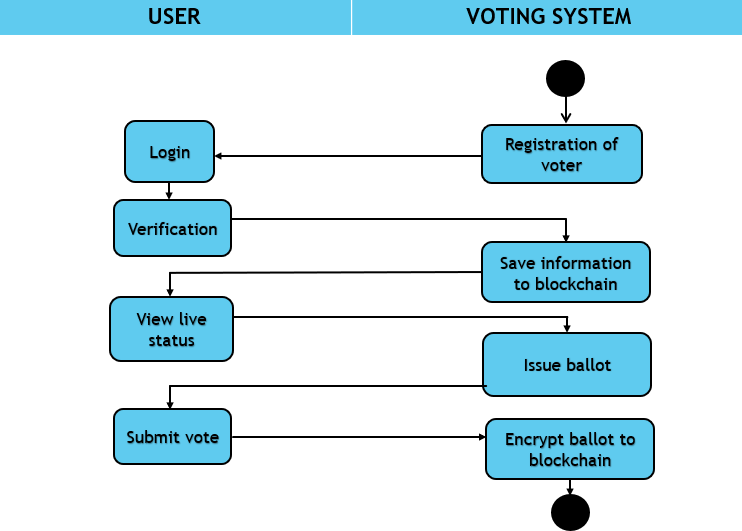 USER
VOTING SYSTEM
Registration of
voter
Login
Verification
Save information
to blockchain
View live
status
Issue ballot
Submit vote
Encrypt ballot to
blockchain